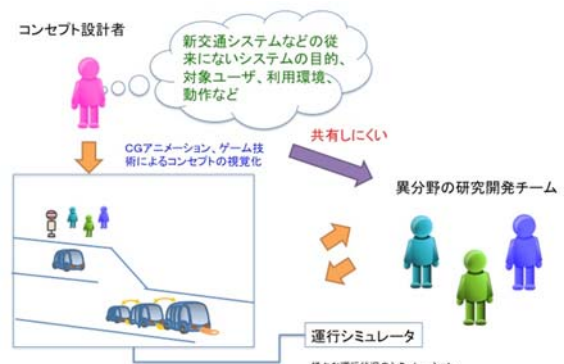 コンセプト設計者
新交通システムなどの従
来にないシステムの目的、
対象ユーザ、利用環境、
動作など
共有しにくい
CGアニメーション、ゲーム技
術によるコンセプトの視覚化
異分野の研究開発チーム
運行シミュレータ